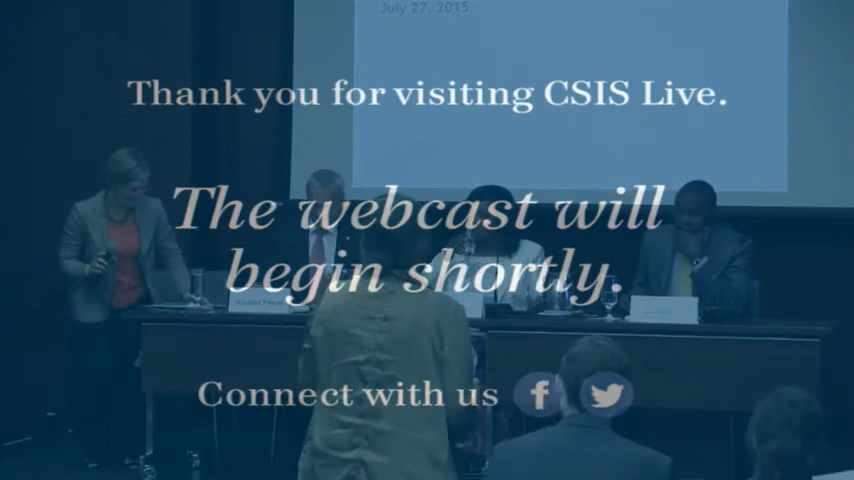 July 27, 2015
Thank you for visiting CSIS Live.
The webcast will
begin shortly.
Connect with us